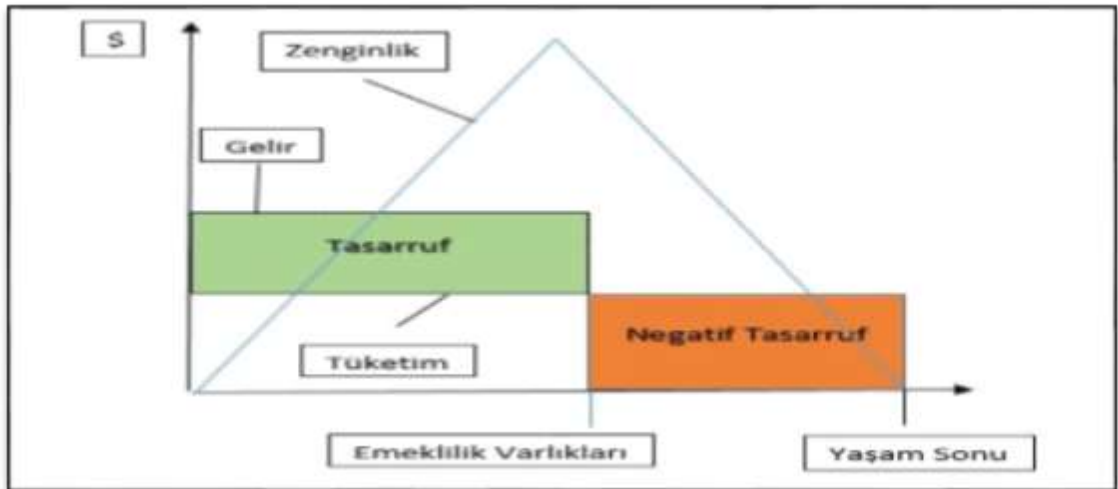 $
Zenginlik
Gelir
Tasarruf
Negatif Tasarruf
Tüketim
Emeklilik Varlıkları
Yaşam Sonu